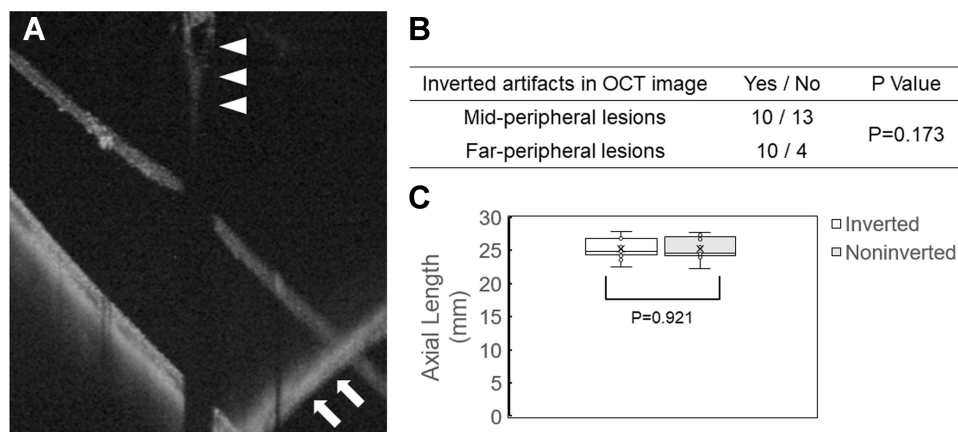 A
B
Inverted artifacts in OCT image Yes / No P Value
Mid-peripheral lesions 10 / 13
P=0.173
Far-peripheral lesions 10 / 4
C
30
25
20
15
10
5
0
Axial Length
(mm)
P=0.921
Inverted
Noninverted